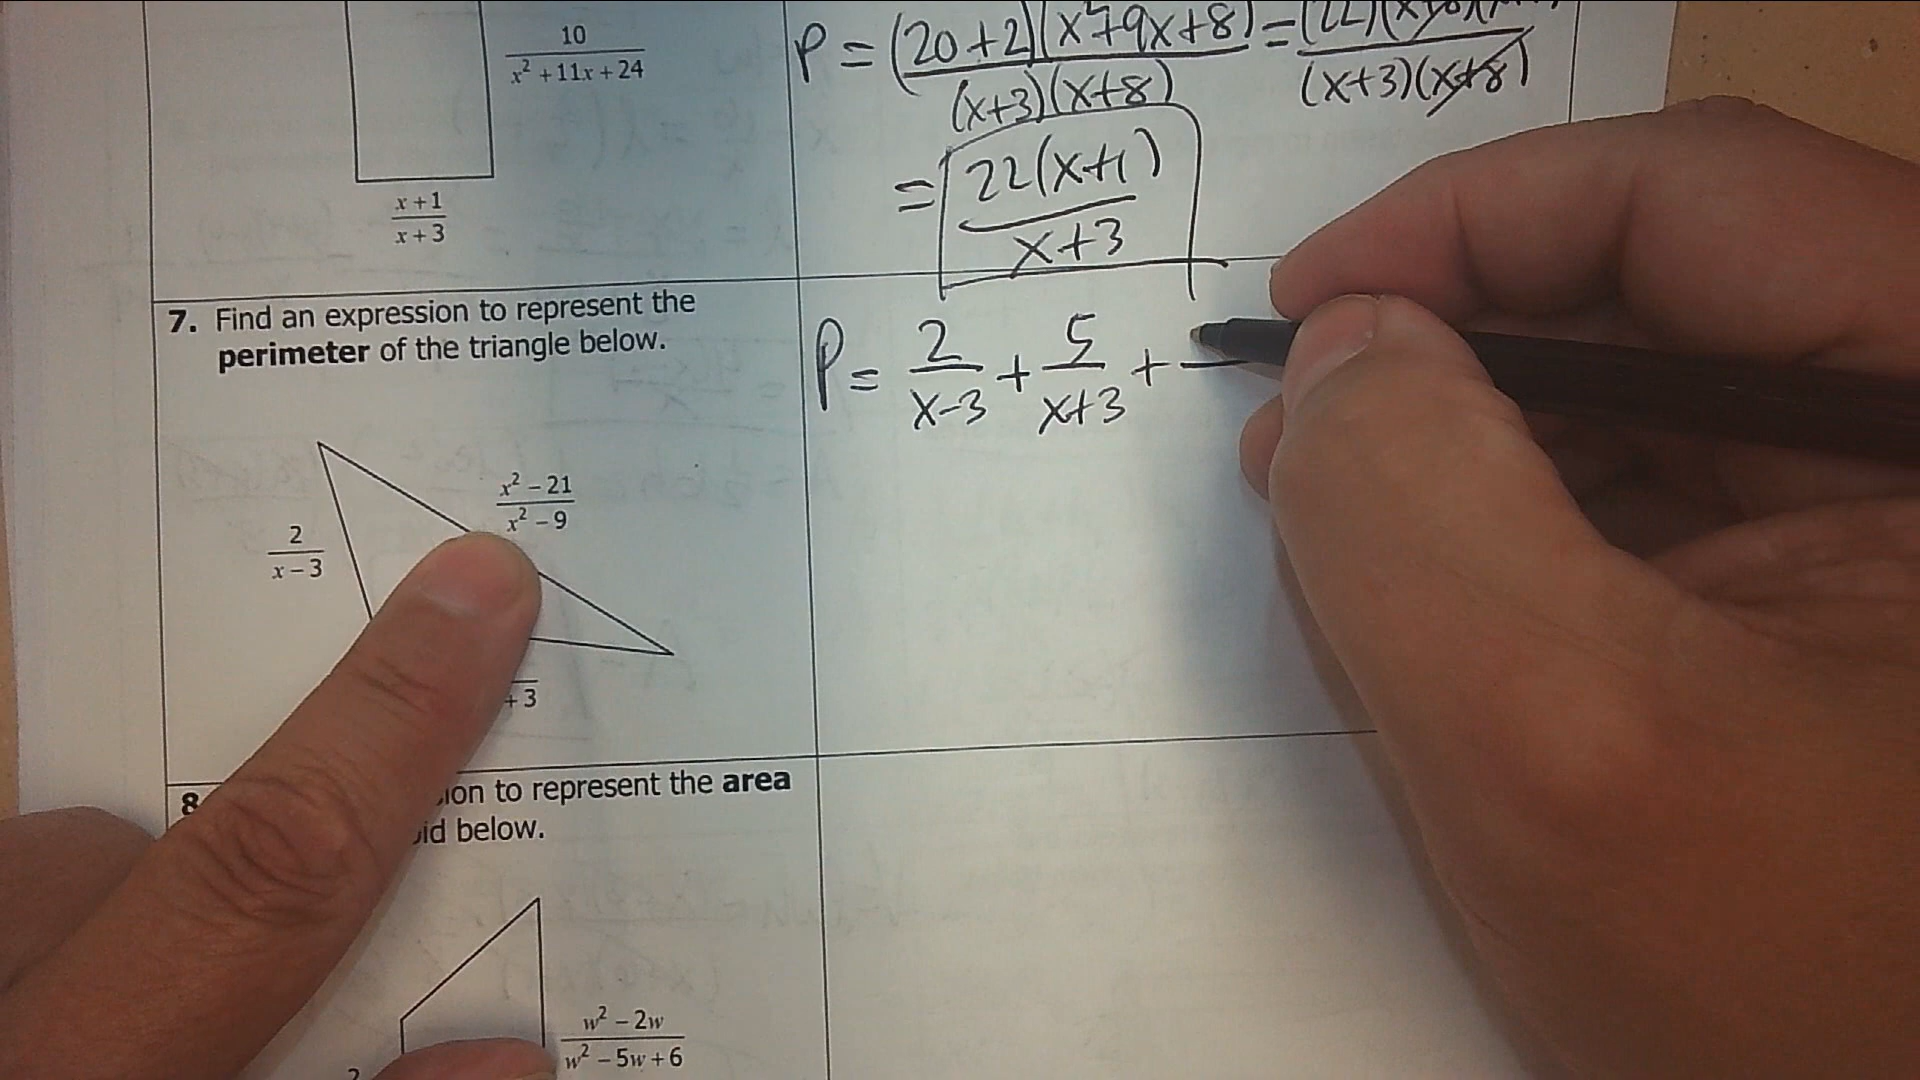 10
x² + 11x + 24
x + 1
x + 3
P = (20+2)(x²+9x+8) =
(x+3)(x+8)
(x+3)(x+8)
= 22(x+1)
x+3
7. Find an expression to represent the
perimeter of the triangle below.
x² – 21
x² – 9
2
x – 3
+ 3
P = 2/x-3 + 5/x+3 +
8
to represent the area
below.
w² – 2w
w² – 5w + 6